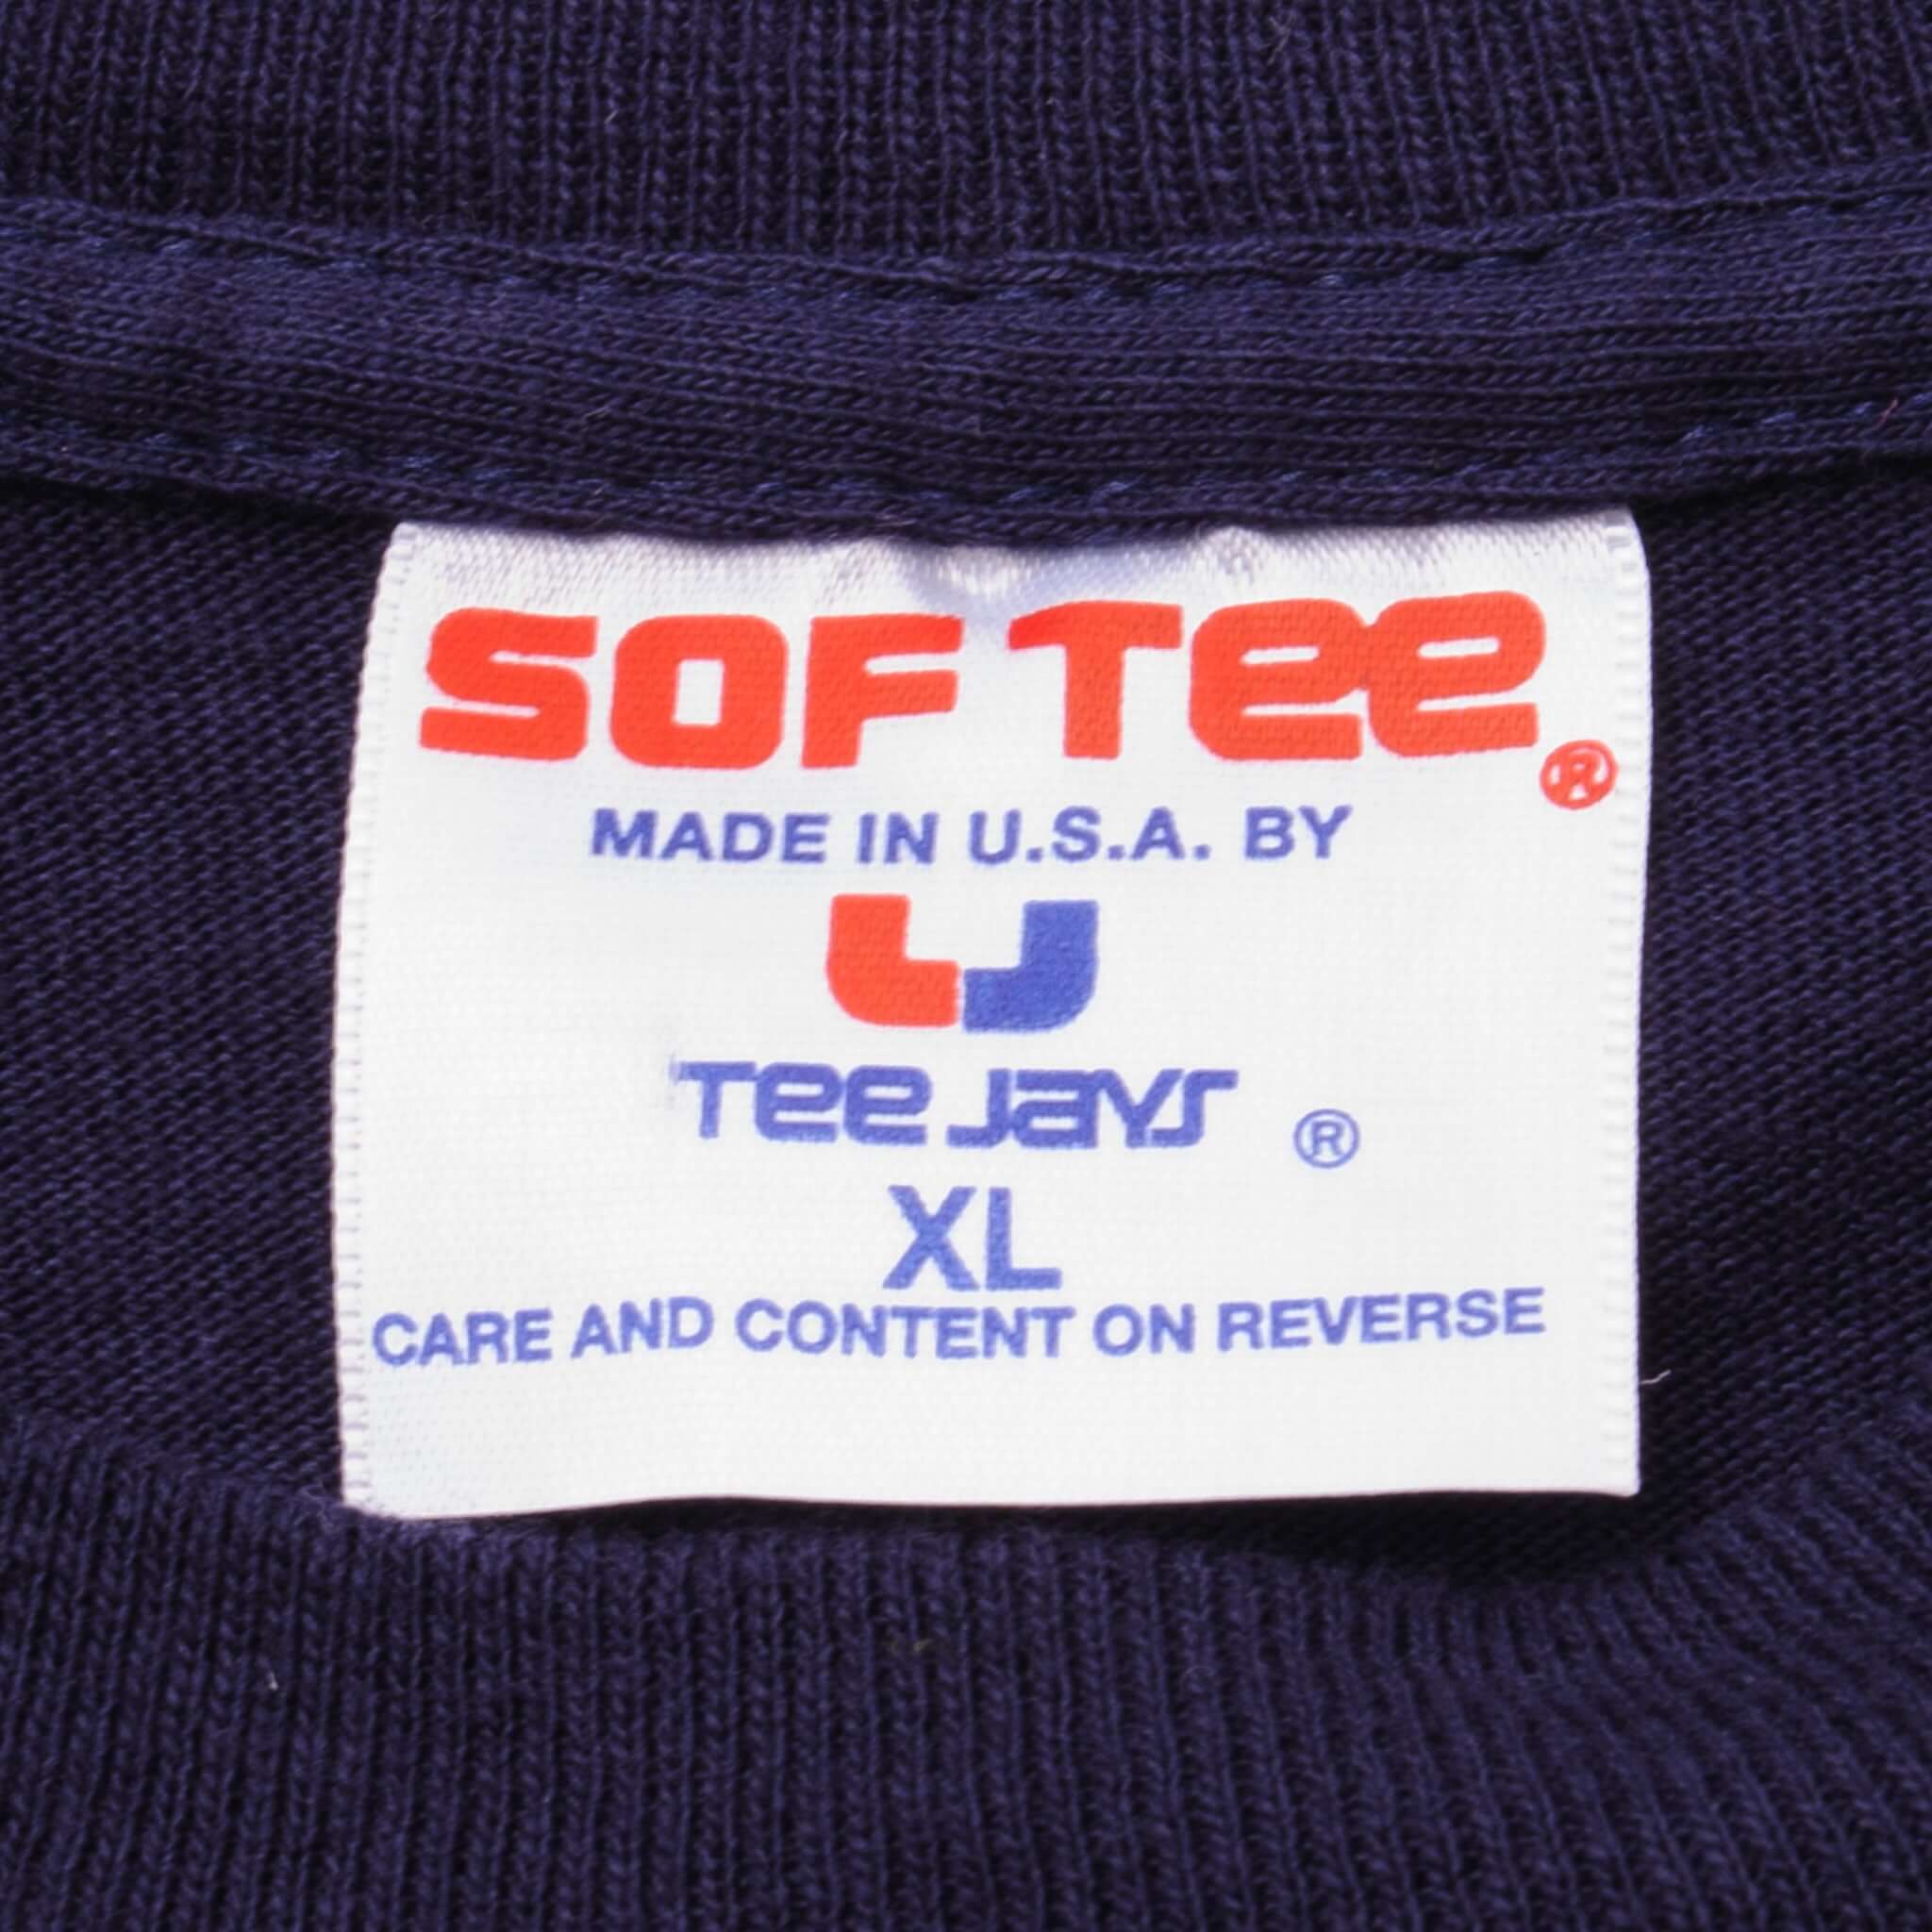 SOF TEE®
MADE IN U.S.A. BY
TEE JAYS ®
XL
CARE AND CONTENT ON REVERSE